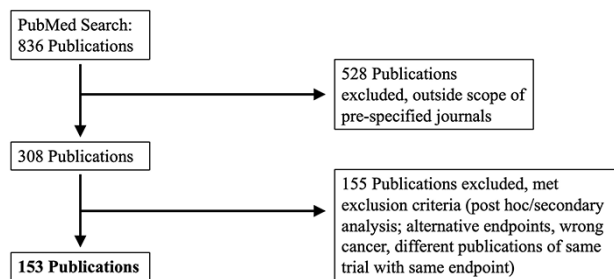 PubMed Search:
836 Publications
528 Publications
excluded, outside scope of
pre-specified journals
308 Publications
155 Publications excluded, met
exclusion criteria (post hoc/secondary
analysis; alternative endpoints, wrong
cancer, different publications of same
trial with same endpoint)
153 Publications